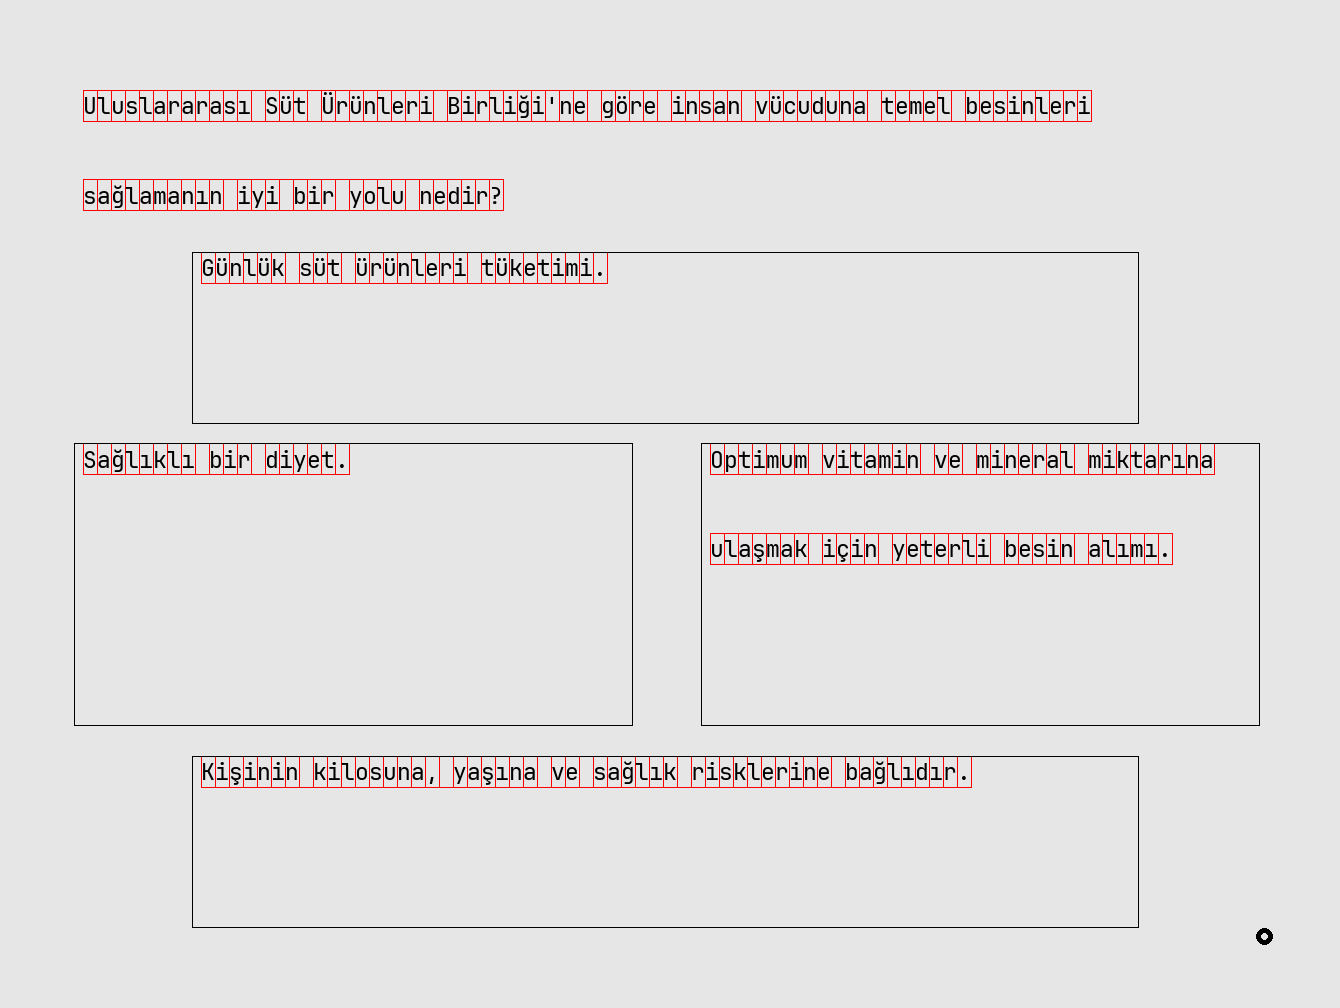 Uluslararası Süt Ürünleri Birliği'ne göre insan vücuduna temel besinleri
sağlamanın iyi bir yolu nedir?
Günlük süt ürünleri tüketimi.
Sağlıklı bir diyet.
Optimum vitamin ve mineral miktarına
ulaşmak için yeterli besin alımı.
Kişinin kilosuna, yaşına ve sağlık risklerine bağlıdır.